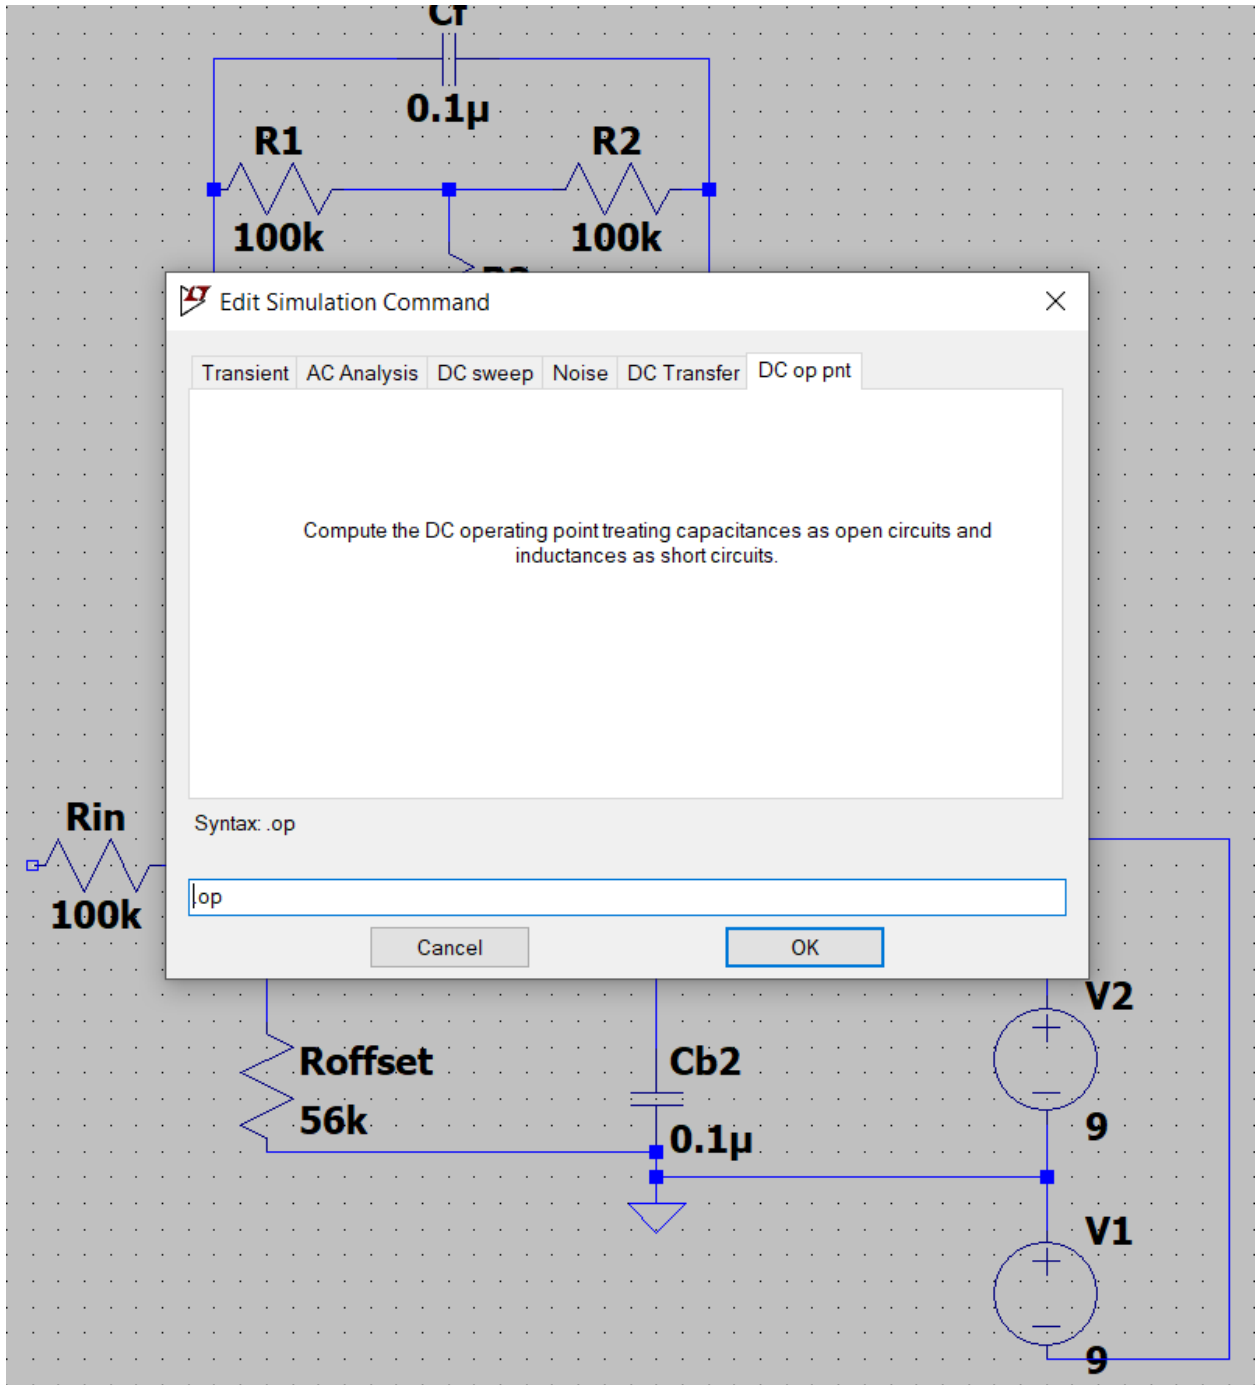 Cf
0.1µ
R1
R2
100k
100k
Edit Simulation Command
Transient AC Analysis DC sweep Noise DC Transfer DC op pnt
Compute the DC operating point treating capacitances as open circuits and
inductances as short circuits.
Rin
Syntax: .op
100k
.op
Cancel
OK
V2
Roffset
Cb2
56k
9
0.1µ
V1
9